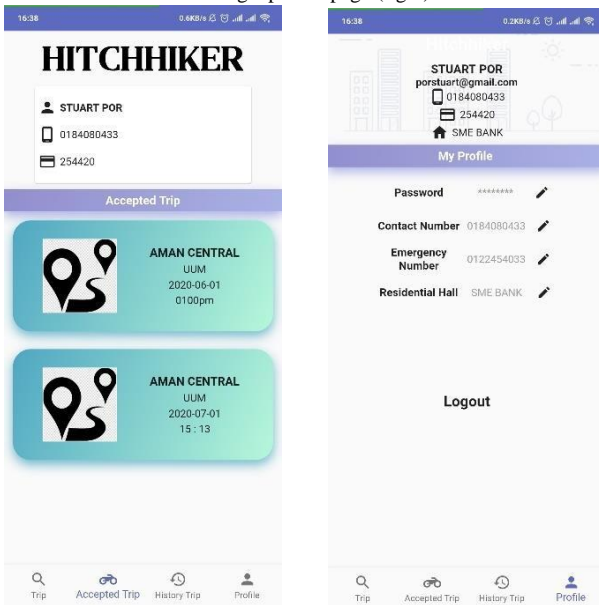 16:38
0.6KB/s
HITCHHIKER
STUART POR
0184080433
254420
Accepted Trip
AMAN CENTRAL
UUM
2020-06-01
0100pm
AMAN CENTRAL
UUM
2020-07-01
15 : 13
Trip
Accepted Trip
History Trip
Profile
16:38
0.2KB/s
STUART POR
porstuart@gmail.com
0184080433
254420
SME BANK
My Profile
Password ********
Contact Number 0184080433
Emergency
Number 0122454033
Residential Hall SME BANK
Logout
Trip
Accepted Trip
History Trip
Profile